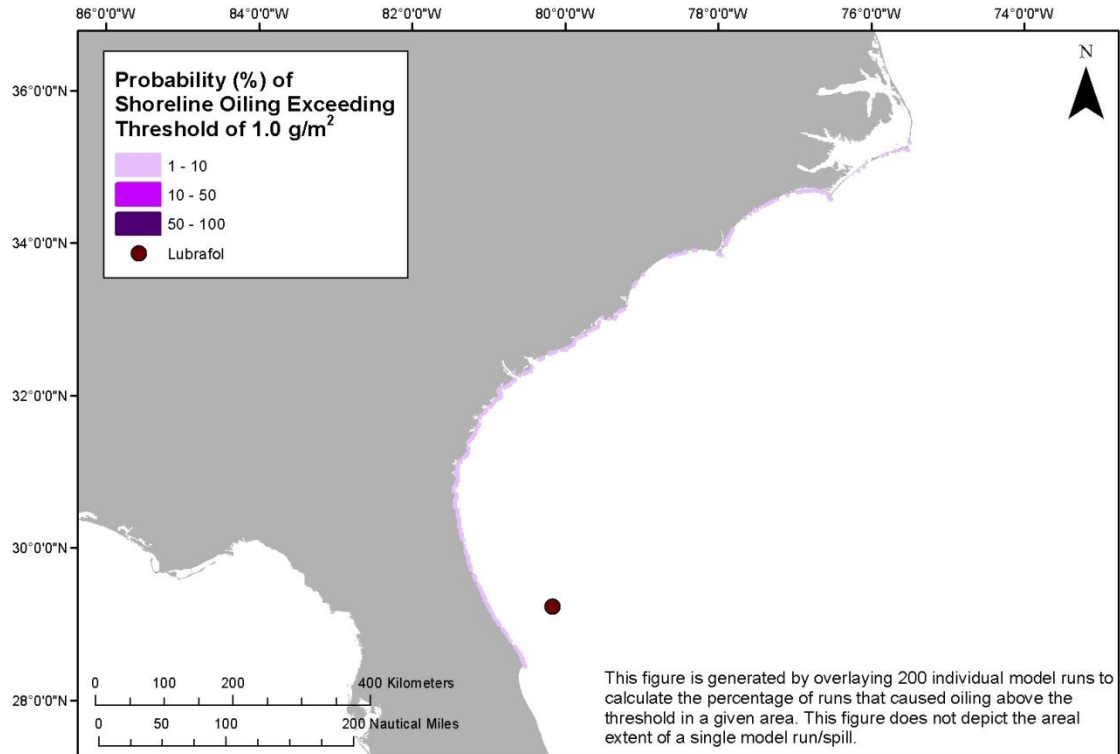 86°0'0"W 84°0'0"W 82°0'0"W 80°0'0"W 78°0'0"W 76°0'0"W 74°0'0"W
Probability (%) of
Shoreline Oiling Exceeding
Threshold of 1.0 g/m²
1 - 10
10 - 50
50 - 100
Lubrafol
N
36°0'0"N
34°0'0"N
32°0'0"N
30°0'0"N
28°0'0"N
0 100 200 400 Kilometers
0 50 100 200 Nautical Miles
This figure is generated by overlaying 200 individual model runs to
calculate the percentage of runs that caused oiling above the
threshold in a given area. This figure does not depict the areal
extent of a single model run/spill.